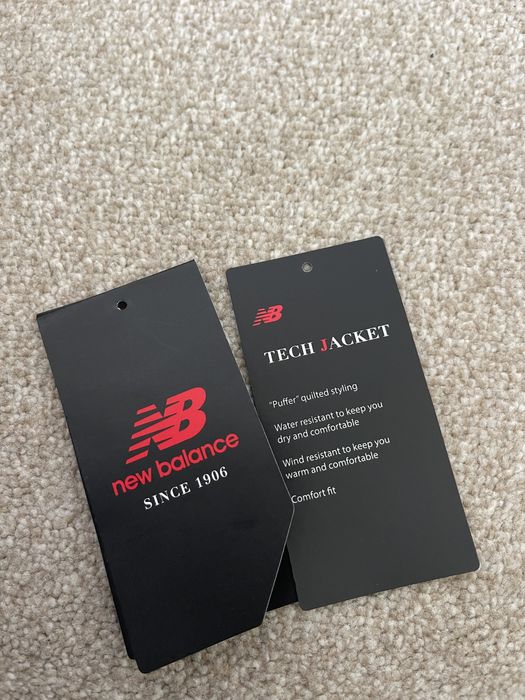 NB
new balance
SINCE 1906
NB
TECH JACKET
"Puffer" quilted styling
Water resistant to keep you
dry and comfortable
Wind resistant to keep you
warm and comfortable
Comfort fit